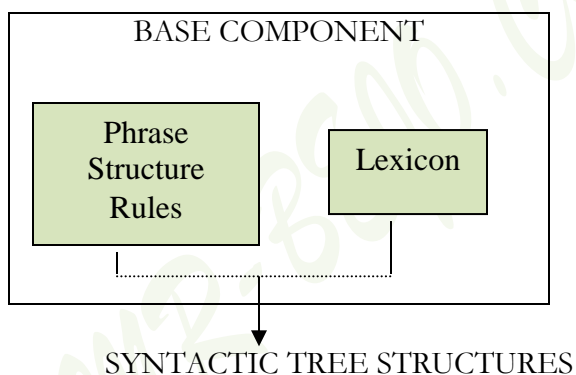 BASE COMPONENT
Phrase
Structure
Rules
Lexicon
SYNTACTIC TREE STRUCTURES